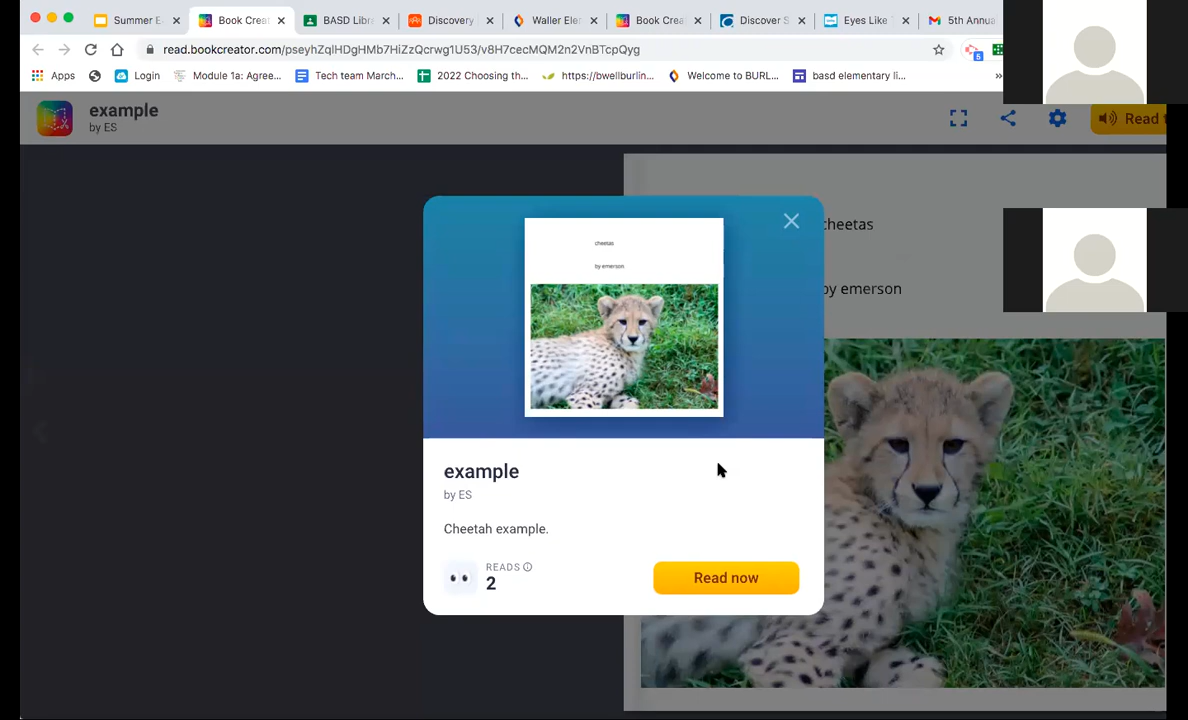 Summer E
Book Creat
BASD Libr
Discovery
Waller Ele
Book Crea
Discover S
Eyes Like
5th Annua
read.bookcreator.com/pseyhZqlHDgHMb7HiZzQcrwg1U53/v8H7cecMQM2n2VnBTcpQyg
5
Apps
Login
Module 1a: Agree...
Tech team March...
2022 Choosing th...
https://bwellburlin...
Welcome to BURL...
basd elementary li...
»
example
by ES
Read
cheetas
by emerson
cheetas
by emerson
example
by ES
Cheetah example.
READS
2
Read now